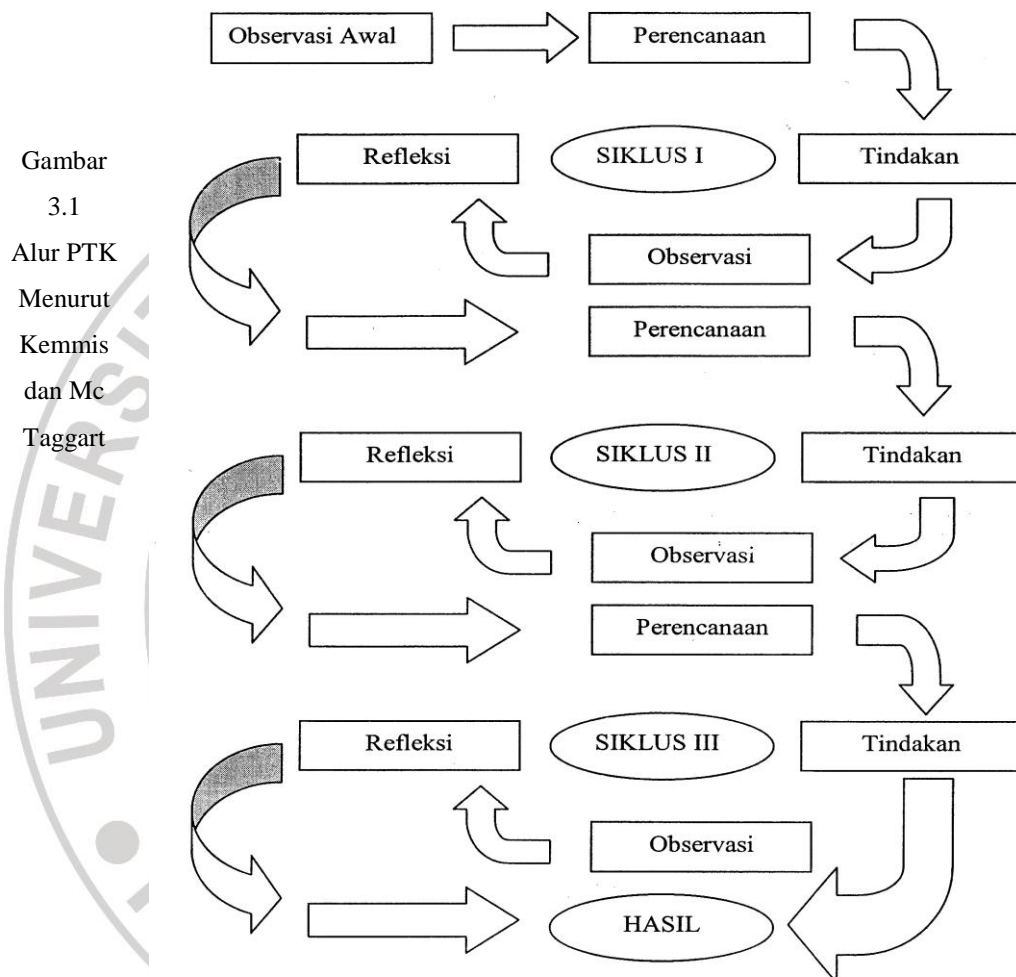 Observasi Awal
Perencanaan
Refleksi
SIKLUS I
Tindakan
Gambar
3.1
Alur PTK
Menurut
Kemmis
dan Mc
Taggart
Observasi
Perencanaan
Refleksi
SIKLUS II
Tindakan
Observasi
Perencanaan
Refleksi
SIKLUS III
Tindakan
Observasi
HASIL